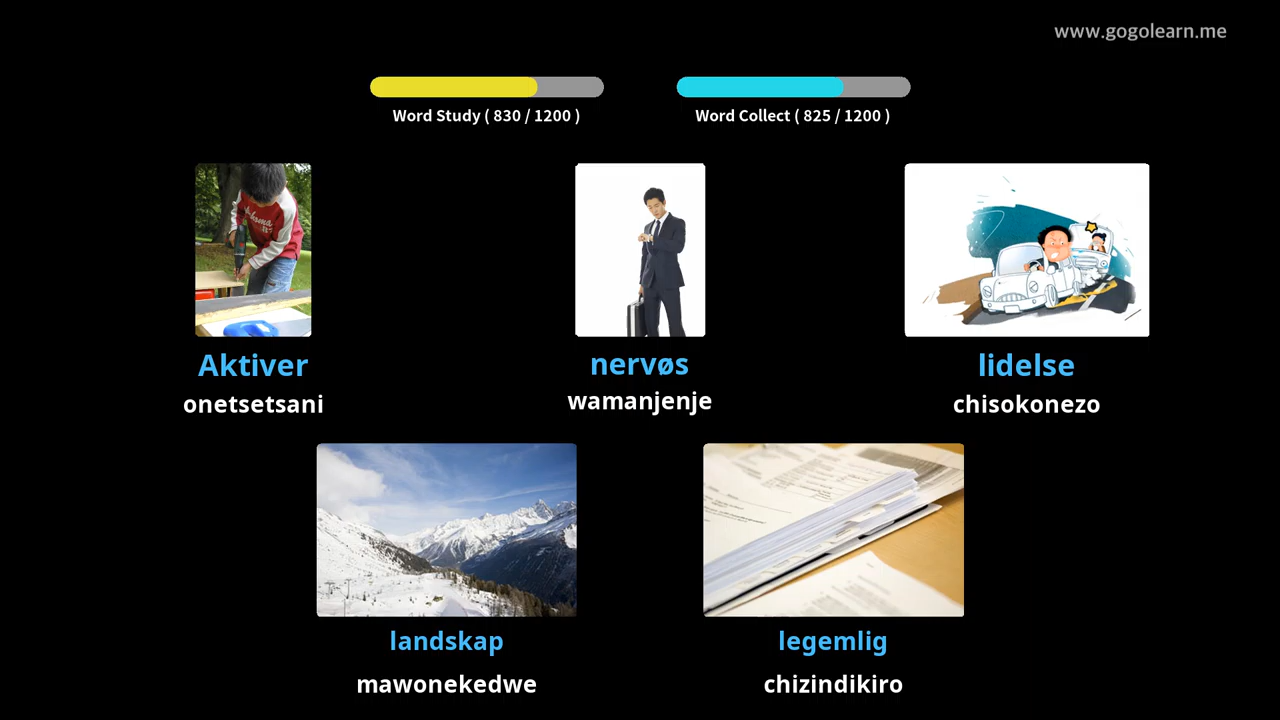 www.gogolearn.me
Word Study ( 830 / 1200 )
Word Collect ( 825 / 1200 )
Aktiver
onetsetsani
nervøs
wamanjenje
lidelse
chisokonezo
landskap
mawonekedwe
legemlig
chizindikiro